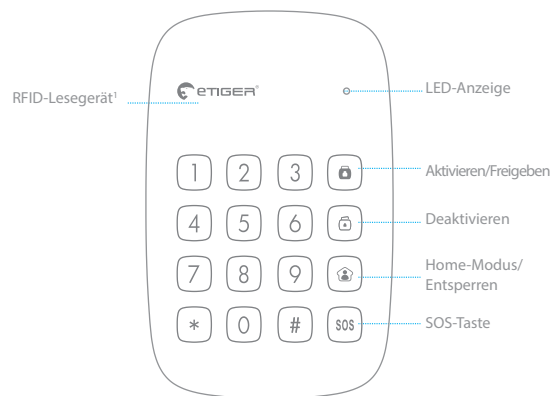 eTIGER®
RFID-Lesegerät¹
LED-Anzeige
1 2 3
Aktivieren/Freigeben
4 5 6
Deaktivieren
7 8 9
Home-Modus/
Entsperren
* 0 # SOS
SOS-Taste